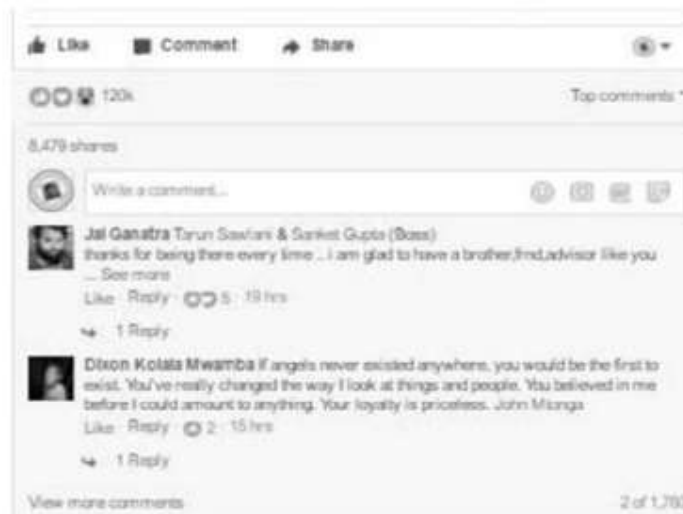 Like Comment Share
120k Top comments
8,479 shares
Write a comment...
Jal Ganatra Tarun Sawlani & Sanket Gupta (Boss)
thanks for being there every time .. i am glad to have a brother,frnd,advisor like you
... See more
Like · Reply · 5 · 19 hrs
1 Reply
Dixon Kolala Mwamba If angels never existed anywhere, you would be the first to
exist. You've really changed the way I look at things and people. You believed in me
before I could amount to anything. Your loyalty is priceless. John
Like · Reply · 2 · 15 hrs
1 Reply
View more comments 2 of